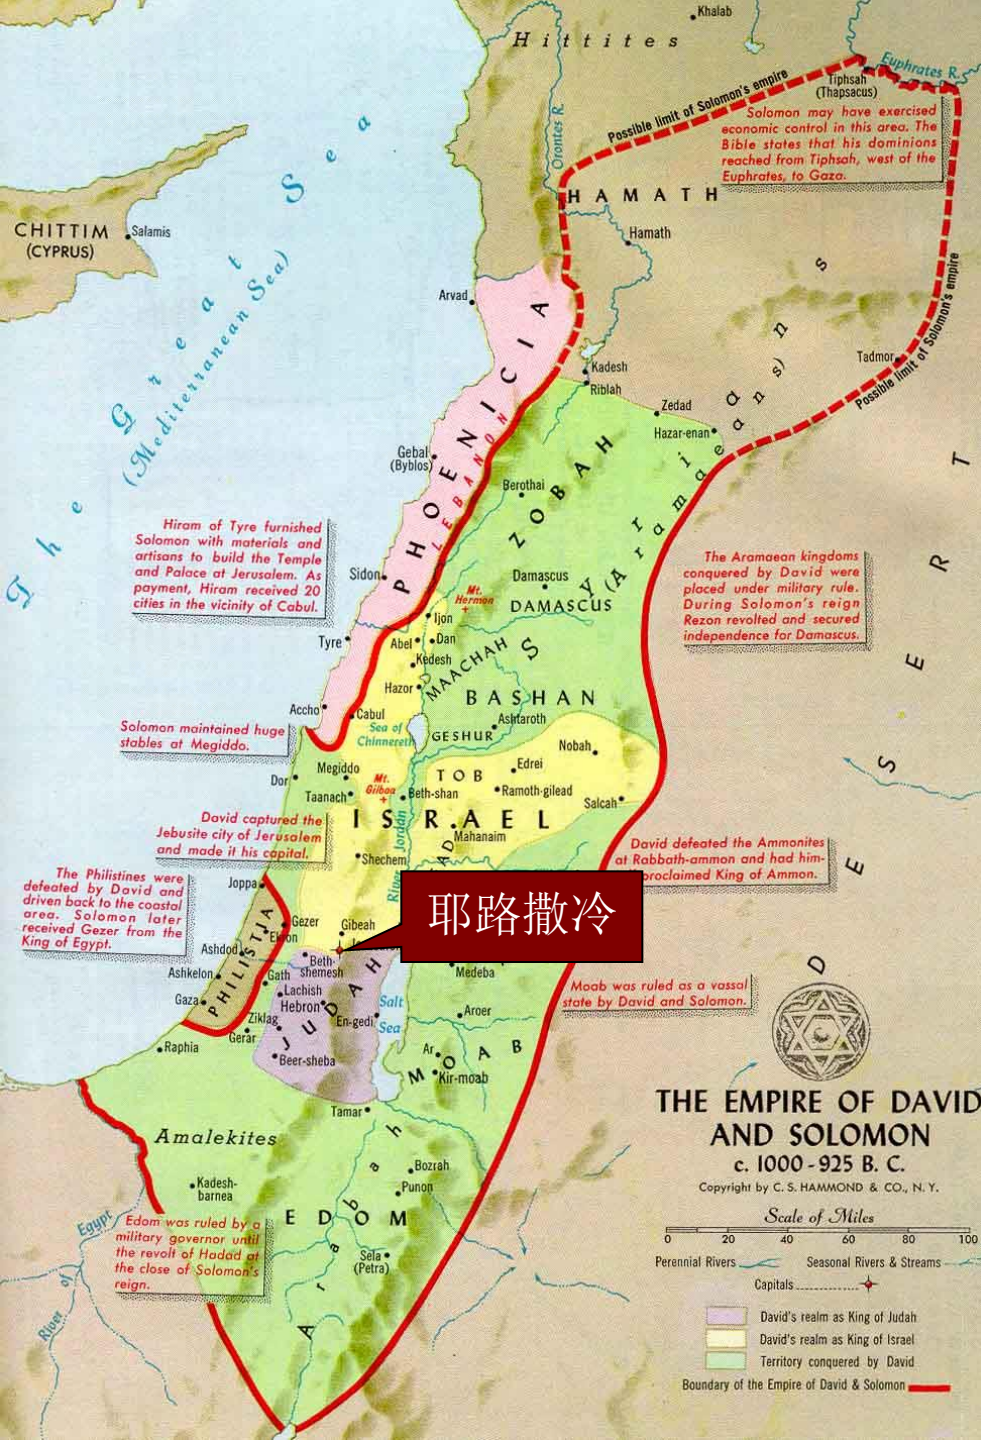 Khalab
Hittites
Euphrates R.
Tiphsah
(Thapsacus)
Possible limit of Solomon's empire
Orontes R.
Solomon may have exercised
economic control in this area. The
Bible states that his dominions
reached from Tiphsah, west of the
Euphrates, to Gaza.
HAMATH
CHITTIM
(CYPRUS)
Salamis
Hamath
The Great Sea
(Mediterranean Sea)
Arvad
Possible limit of Solomon's empire
Tadmor
PHOENICIA
LEBANON
Kadesh
Riblah
Zedad
Hazar-enan
Syrians
(Aramaeans)
Gebal
(Byblos)
Berothai
ZOBAH
DESERT
Hiram of Tyre furnished
Solomon with materials and
artisans to build the Temple
and Palace at Jerusalem. As
payment, Hiram received 20
cities in the vicinity of Cabul.
Sidon
Damascus
DAMASCUS
Mt.
Hermon
The Aramaean kingdoms
conquered by David were
placed under military rule.
During Solomon's reign
Rezon revolted and secured
independence for Damascus.
Tyre
Ijon
Abel
Dan
Kedesh
MAACHAH
Hazor
BASHAN
Accho
Cabul
Sea of
Chinnereth
Ashtaroth
GESHUR
Solomon maintained huge
stables at Megiddo.
Nobah
Edrei
TOB
Dor
Megiddo
Taanach
Mt.
Gilboa
Beth-shan
Ramoth-gilead
Salcah
ISRAEL
Mahanaim
River Jordan
David captured the
Jebusite city of Jerusalem
and made it his capital.
Shechem
David defeated the Ammonites
at Rabbath-ammon and had him-
proclaimed King of Ammon.
The Philistines were
defeated by David and
driven back to the coastal
area. Solomon later
received Gezer from the
King of Egypt.
Joppa
Gezer
Gibeah
耶路撒冷
Ekron
Ashdod
PHILISTIA
Beth-
shemesh
Ashkelon
Gath
Lachish
Hebron
Gaza
JUDAH
Ziklag
En-gedi
Salt
Sea
Medeba
Aroer
Moab was ruled as a vassal
state by David and Solomon.
Gerar
Raphia
Beer-sheba
Ar
Kir-moab
MOAB
Tamar
Amalekites
Arabah
Kadesh-
barnea
Bozrah
Punon
EDOM
Sela
(Petra)
River of Egypt
Edom was ruled by a
military governor until
the revolt of Hadad at
the close of Solomon's
reign.
THE EMPIRE OF DAVID
AND SOLOMON
c. 1000-925 B. C.
Copyright by C. S. HAMMOND & CO., N. Y.
Scale of Miles
0 20 40 60 80 100
Perennial Rivers
Seasonal Rivers & Streams
Capitals
David's realm as King of Judah
David's realm as King of Israel
Territory conquered by David
Boundary of the Empire of David & Solomon